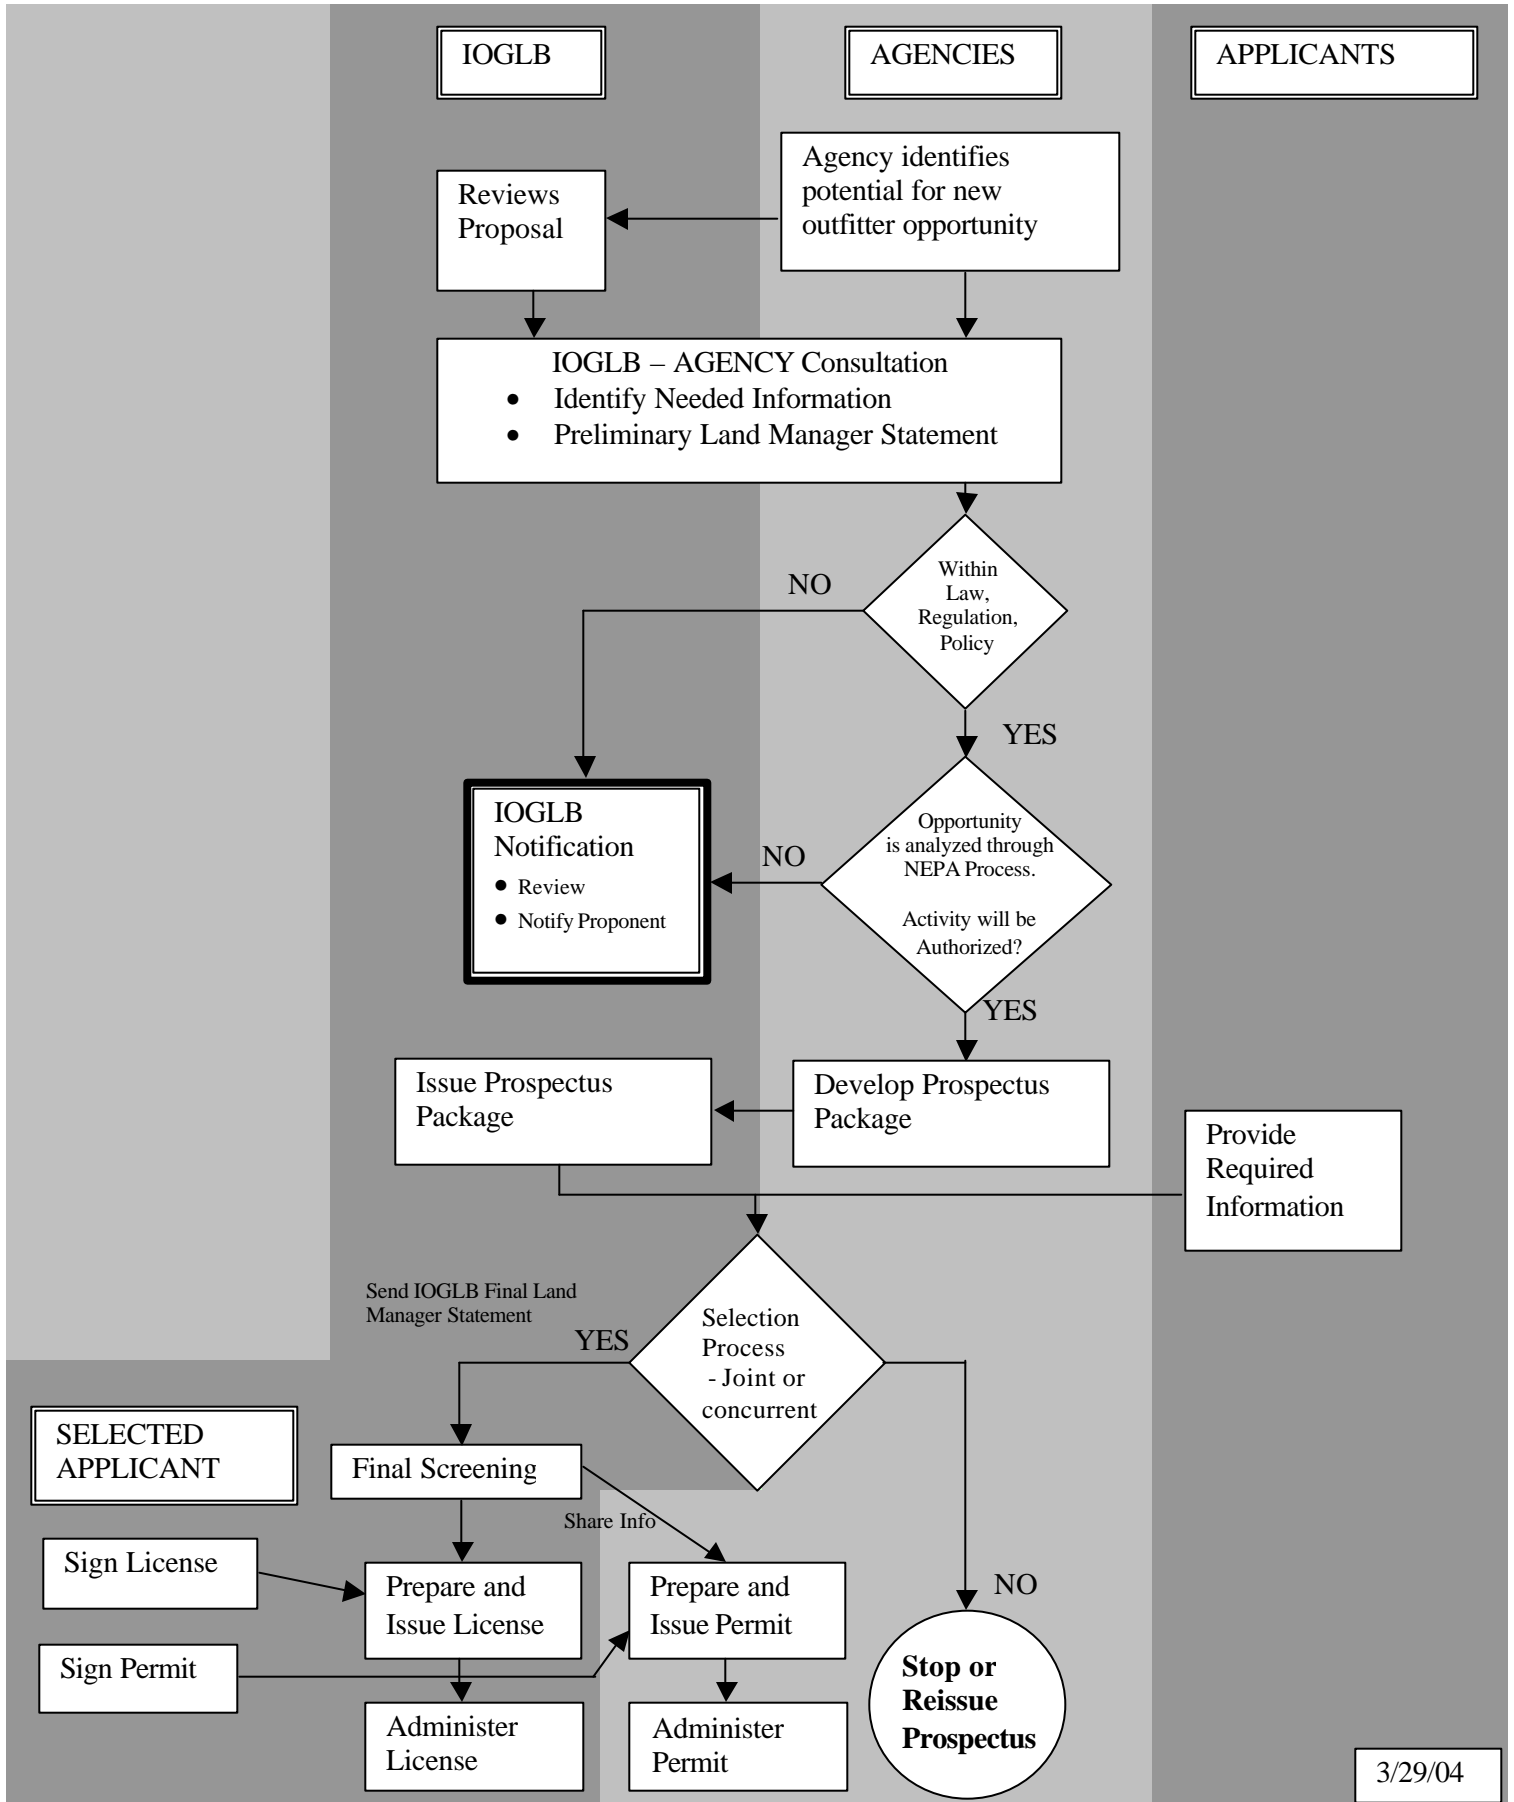 IOGLB
AGENCIES
APPLICANTS
Agency identifies
potential for new
outfitter opportunity
Reviews
Proposal
IOGLB – AGENCY Consultation
• Identify Needed Information
• Preliminary Land Manager Statement
Within
Law,
Regulation,
Policy
NO
YES
IOGLB
Notification
• Review
• Notify Proponent
NO
Opportunity
is analyzed through
NEPA Process.
Activity will be
Authorized?
YES
Issue Prospectus
Package
Develop Prospectus
Package
Provide
Required
Information
Send IOGLB Final Land
Manager Statement
YES
Selection
Process
- Joint or
concurrent
SELECTED
APPLICANT
Final Screening
Share Info
Sign License
Prepare and
Issue License
Prepare and
Issue Permit
NO
Sign Permit
Stop or
Reissue
Prospectus
Administer
License
Administer
Permit
3/29/04